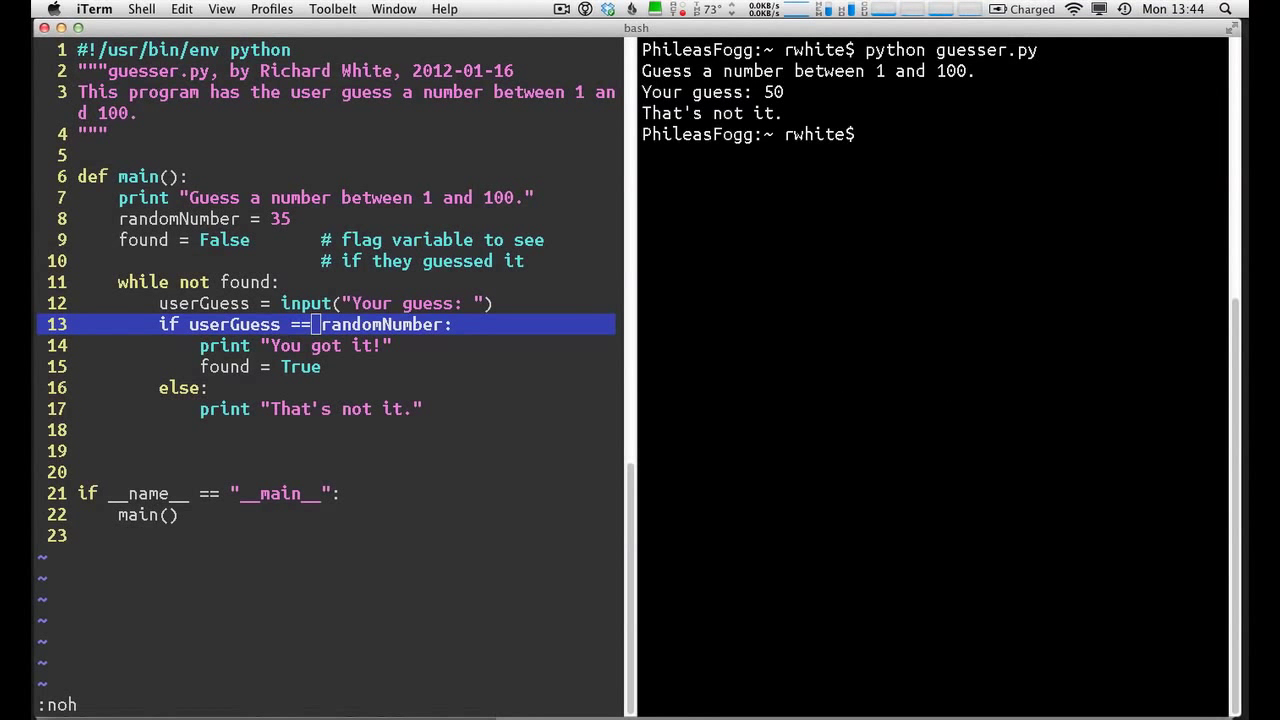 iTerm Shell Edit View Profiles Toolbelt Window Help 73° 0.0KB/s 0.0KB/s Charged Mon 13:44
bash
1 #!/usr/bin/env python
2 """guesser.py, by Richard White, 2012-01-16
3 This program has the user guess a number between 1 an
d 100.
4 """
5
6 def main():
7 print "Guess a number between 1 and 100."
8 randomNumber = 35
9 found = False # flag variable to see
10 # if they guessed it
11 while not found:
12 userGuess = input("Your guess: ")
13 if userGuess == randomNumber:
14 print "You got it!"
15 found = True
16 else:
17 print "That's not it."
18
19
20
21 if __name__ == "__main__":
22 main()
23
~
~
~
~
~
~
~
:noh
PhileasFogg:~ rwhite$ python guesser.py
Guess a number between 1 and 100.
Your guess: 50
That's not it.
PhileasFogg:~ rwhite$